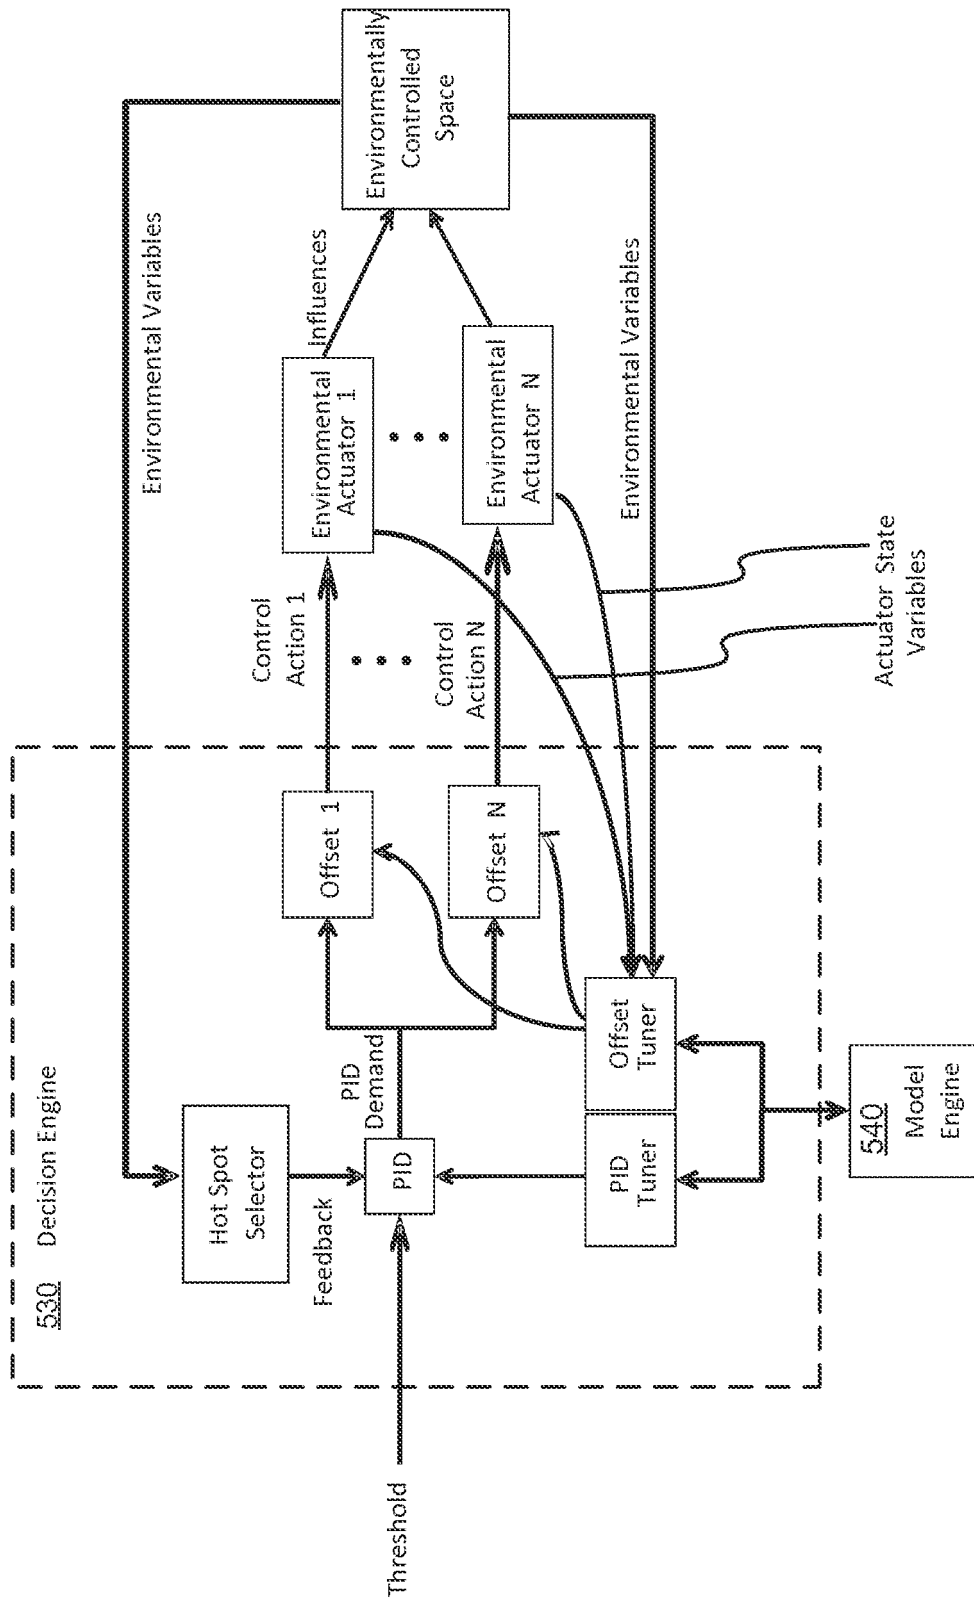 530 Decision Engine
Environmental Variables
Hot Spot
Selector
Feedback
Threshold
PID
PID
Demand
Offset 1
Offset N
Control
Action 1
Control
Action N
Environmental
Actuator 1
Environmental
Actuator N
Influences
Environmentally
Controlled
Space
Environmental Variables
PID
Tuner
Offset
Tuner
Actuator State
Variables
540
Model
Engine